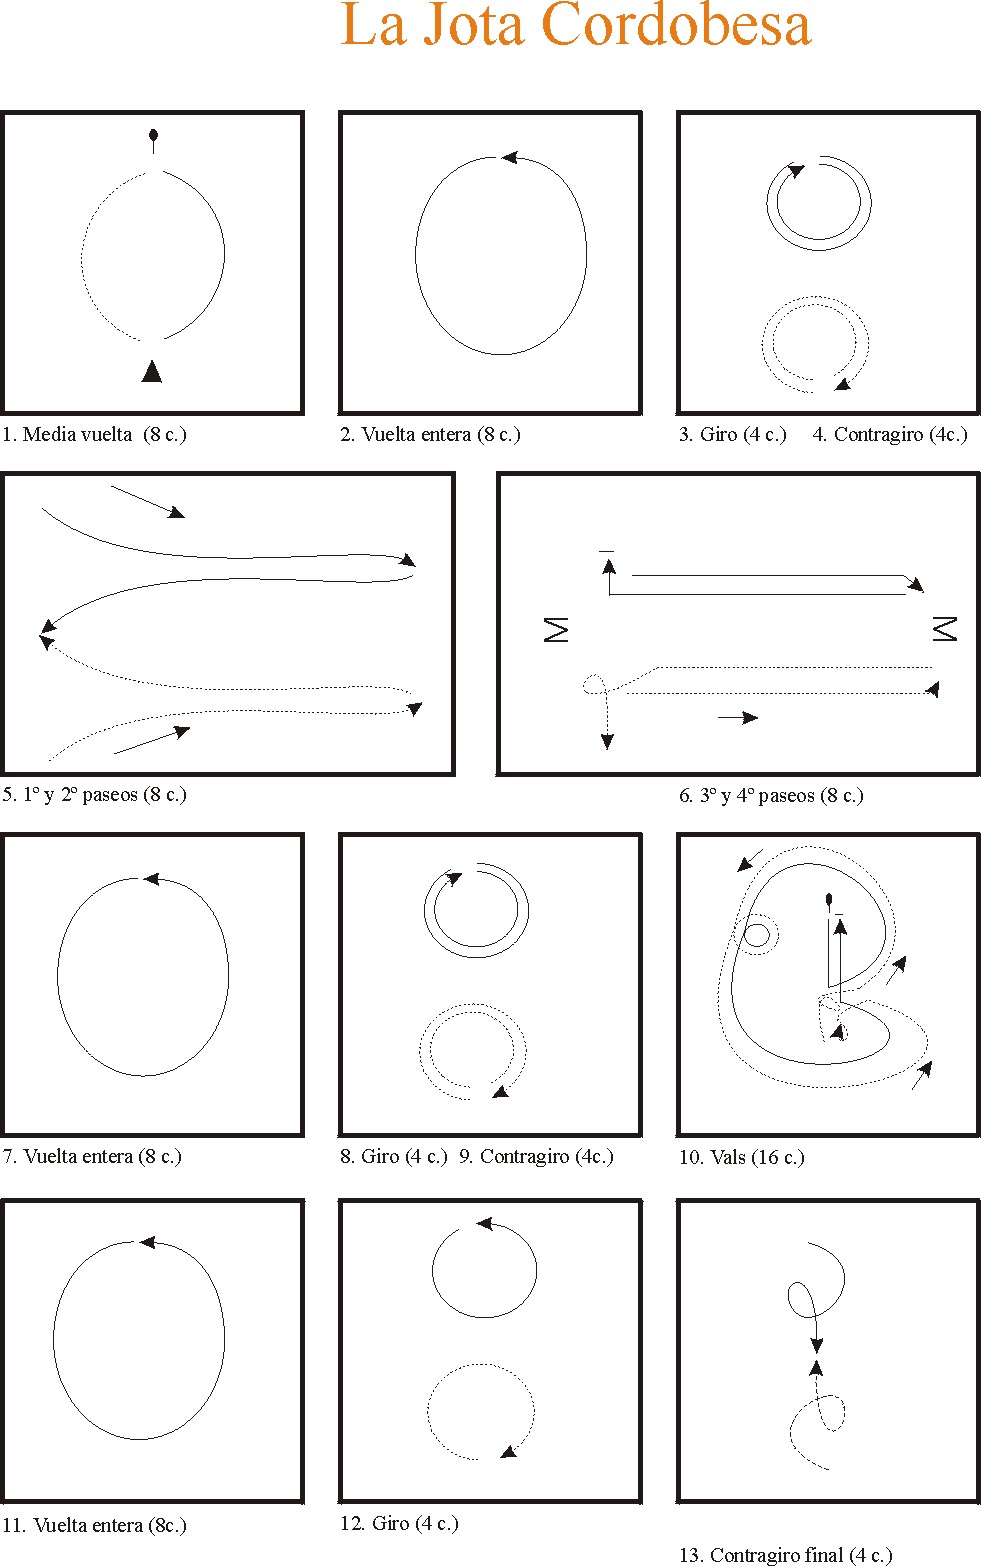 La Jota Cordobesa
1. Media vuelta (8 c.)
2. Vuelta entera (8 c.)
3. Giro (4 c.) 4. Contragiro (4c.)
5. 1º y 2º paseos (8 c.)
6. 3º y 4º paseos (8 c.)
7. Vuelta entera (8 c.)
8. Giro (4 c.) 9. Contragiro (4c.)
10. Vals (16 c.)
11. Vuelta entera (8c.)
12. Giro (4 c.)
13. Contragiro final (4 c.)